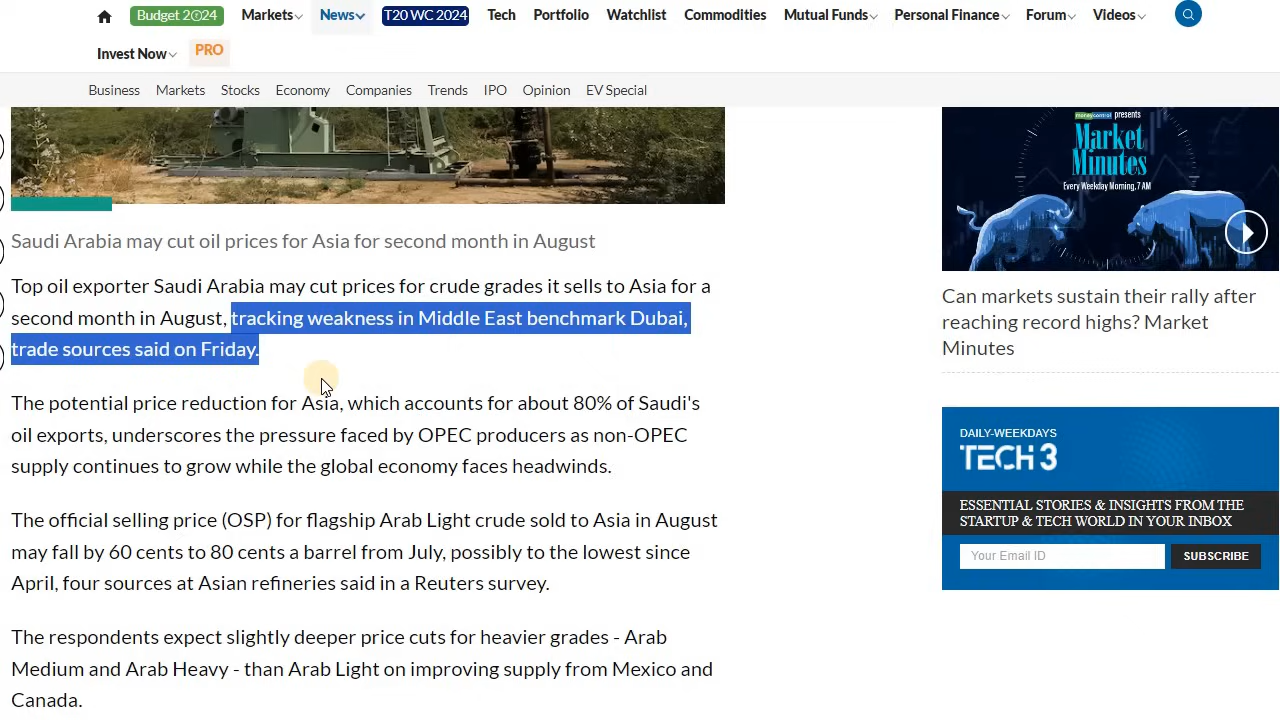 Budget 2024 Markets News T20 WC 2024 Tech Portfolio Watchlist Commodities Mutual Funds Personal Finance Forum Videos
Invest Now PRO
Business Markets Stocks Economy Companies Trends IPO Opinion EV Special
Saudi Arabia may cut oil prices for Asia for second month in August
Top oil exporter Saudi Arabia may cut prices for crude grades it sells to Asia for a
second month in August, tracking weakness in Middle East benchmark Dubai,
trade sources said on Friday.
The potential price reduction for Asia, which accounts for about 80% of Saudi's
oil exports, underscores the pressure faced by OPEC producers as non-OPEC
supply continues to grow while the global economy faces headwinds.
The official selling price (OSP) for flagship Arab Light crude sold to Asia in August
may fall by 60 cents to 80 cents a barrel from July, possibly to the lowest since
April, four sources at Asian refineries said in a Reuters survey.
The respondents expect slightly deeper price cuts for heavier grades - Arab
Medium and Arab Heavy - than Arab Light on improving supply from Mexico and
Canada.
moneycontrol presents
Market
Minutes
Every Weekday Morning, 7 AM
Can markets sustain their rally after
reaching record highs? Market
Minutes
DAILY-WEEKDAYS
TECH 3
ESSENTIAL STORIES & INSIGHTS FROM THE
STARTUP & TECH WORLD IN YOUR INBOX
Your Email ID SUBSCRIBE